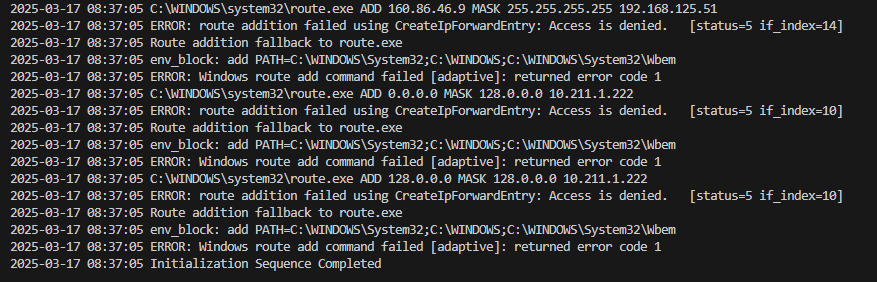 2025-03-17 08:37:05 C:\WINDOWS\system32\route.exe ADD 160.86.46.9 MASK 255.255.255.255 192.168.125.51
2025-03-17 08:37:05 ERROR: route addition failed using CreateIpForwardEntry: Access is denied.   [status=5 if_index=14]
2025-03-17 08:37:05 Route addition fallback to route.exe
2025-03-17 08:37:05 env_block: add PATH=C:\WINDOWS\System32;C:\WINDOWS;C:\WINDOWS\System32\Wbem
2025-03-17 08:37:05 ERROR: Windows route add command failed [adaptive]: returned error code 1
2025-03-17 08:37:05 C:\WINDOWS\system32\route.exe ADD 0.0.0.0 MASK 128.0.0.0 10.211.1.222
2025-03-17 08:37:05 ERROR: route addition failed using CreateIpForwardEntry: Access is denied.   [status=5 if_index=10]
2025-03-17 08:37:05 Route addition fallback to route.exe
2025-03-17 08:37:05 env_block: add PATH=C:\WINDOWS\System32;C:\WINDOWS;C:\WINDOWS\System32\Wbem
2025-03-17 08:37:05 ERROR: Windows route add command failed [adaptive]: returned error code 1
2025-03-17 08:37:05 C:\WINDOWS\system32\route.exe ADD 128.0.0.0 MASK 128.0.0.0 10.211.1.222
2025-03-17 08:37:05 ERROR: route addition failed using CreateIpForwardEntry: Access is denied.   [status=5 if_index=10]
2025-03-17 08:37:05 Route addition fallback to route.exe
2025-03-17 08:37:05 env_block: add PATH=C:\WINDOWS\System32;C:\WINDOWS;C:\WINDOWS\System32\Wbem
2025-03-17 08:37:05 ERROR: Windows route add command failed [adaptive]: returned error code 1
2025-03-17 08:37:05 Initialization Sequence Completed